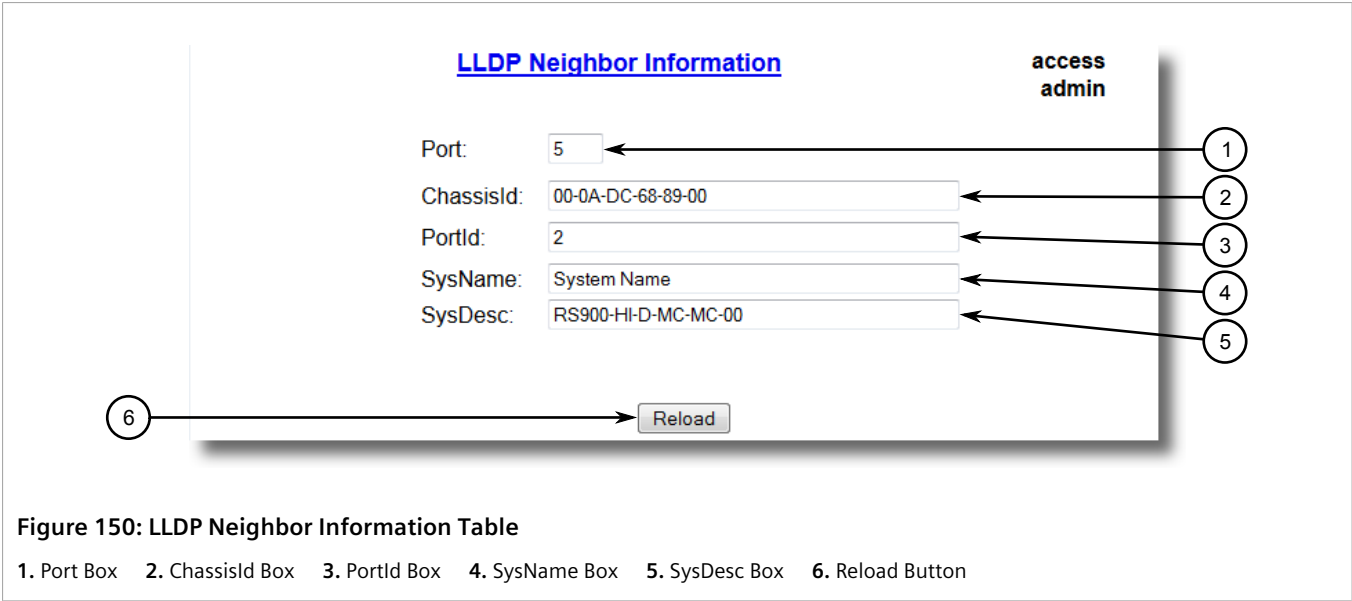 LLDP Neighbor Information
access
admin
Port: 5
1
ChassisId: 00-0A-DC-68-89-00
2
PortId: 2
3
SysName: System Name
4
SysDesc: RS900-HI-D-MC-MC-00
5
6
Reload
Figure 150: LLDP Neighbor Information Table
1. Port Box 2. ChassisId Box 3. PortId Box 4. SysName Box 5. SysDesc Box 6. Reload Button